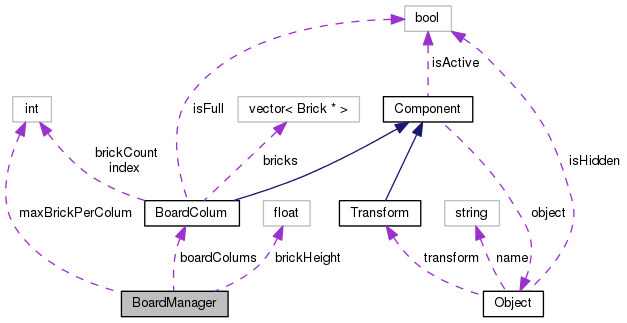 bool
isActive
int
isFull
vector< Brick * >
Component
brickCount
index
bricks
isHidden
maxBrickPerColum
BoardColum
float
Transform
string
object
boardColums
brickHeight
transform
name
BoardManager
Object